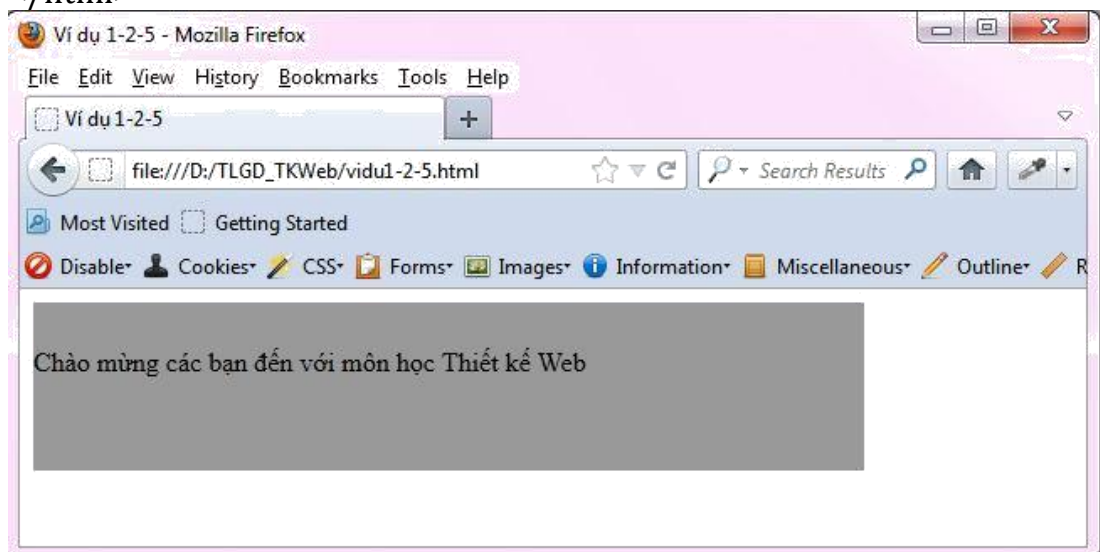 Ví dụ 1-2-5 - Mozilla Firefox
File Edit View History Bookmarks Tools Help
Ví dụ 1-2-5
file:///D:/TLGD_TKWeb/vidu1-2-5.html Search Results
Most Visited Getting Started
Disable Cookies CSS Forms Images Information Miscellaneous Outline R
Chào mừng các bạn đến với môn học Thiết kế Web